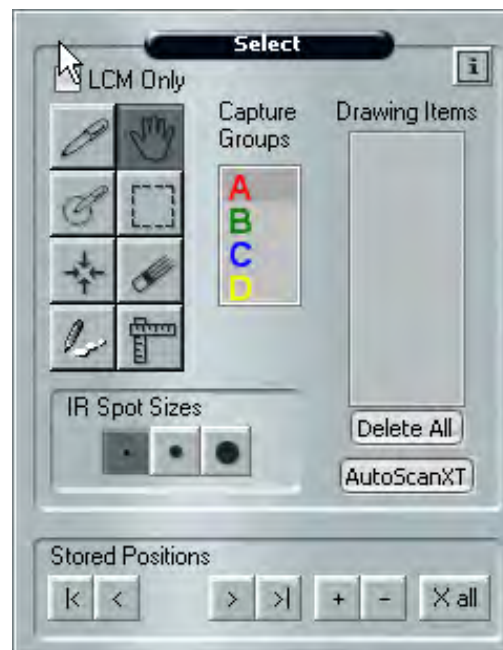 Select
i
LCM Only
Capture
Groups
Drawing Items
A
B
C
D
IR Spot Sizes
Delete All
AutoScanXT
Stored Positions
|< < > >| + - X all